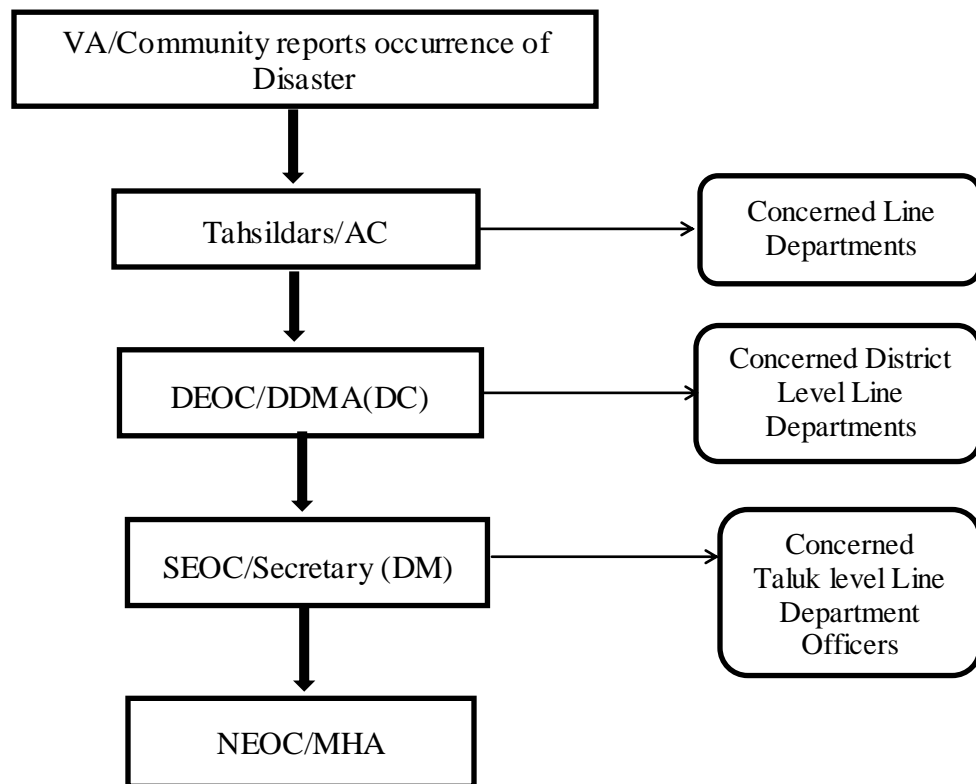 VA/Community reports occurrence of
Disaster
Tahsildars/AC
Concerned Line
Departments
DEOC/DDMA(DC)
Concerned District
Level Line
Departments
SEOC/Secretary (DM)
Concerned
Taluk level Line
Department
Officers
NEOC/MHA